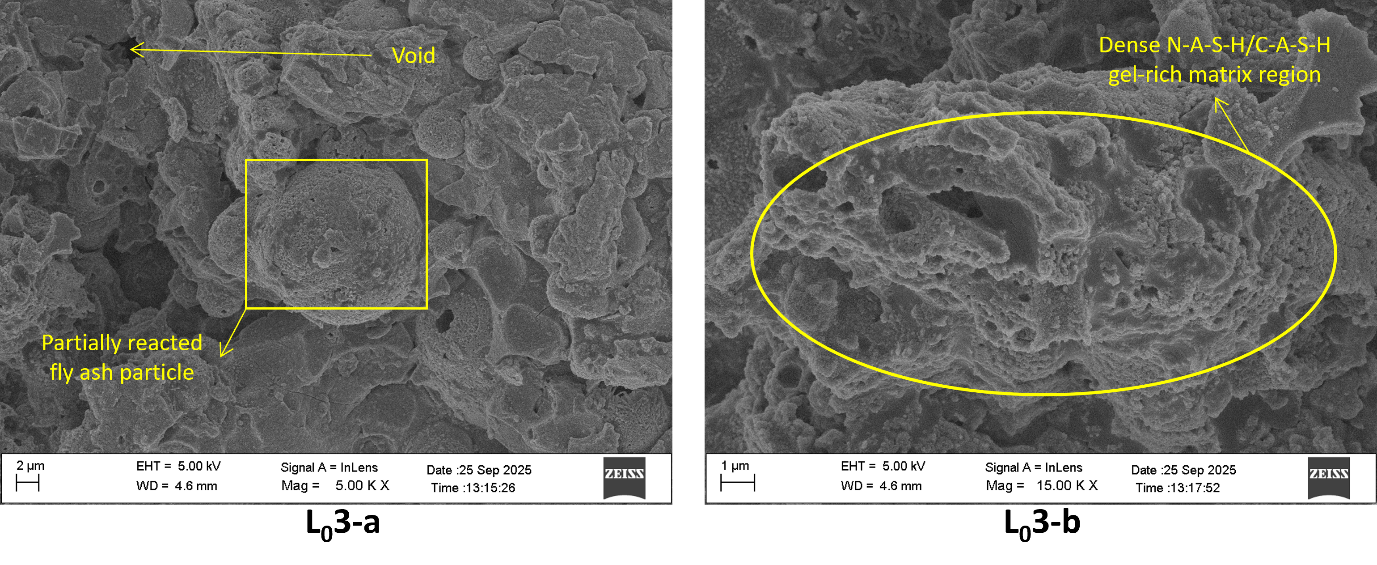 Void
Partially reacted
fly ash particle
2 µm
EHT = 5.00 kV
WD = 4.6 mm
Signal A = InLens
Mag = 5.00 K X
Date :25 Sep 2025
Time :13:15:26
ZEISS
L₀3-a
Dense N-A-S-H/C-A-S-H
gel-rich matrix region
1 µm
EHT = 5.00 kV
WD = 4.6 mm
Signal A = InLens
Mag = 15.00 K X
Date :25 Sep 2025
Time :13:17:52
ZEISS
L₀3-b